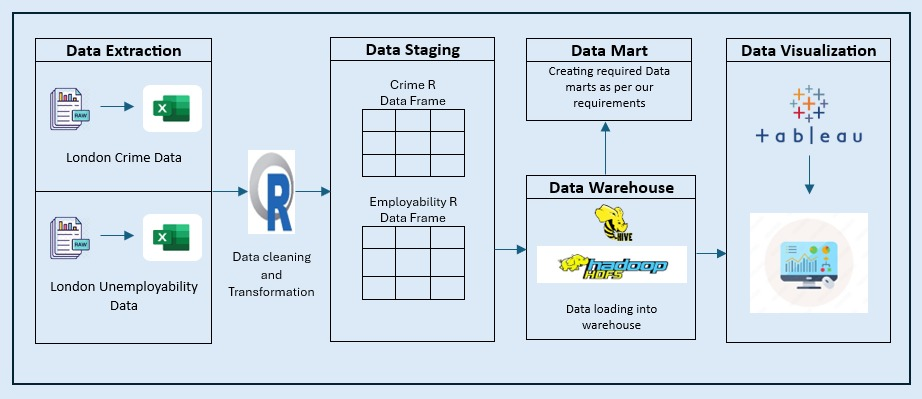 Data Extraction
RAW
X
London Crime Data
RAW
X
London Unemployability
Data
R
Data cleaning
and
Transformation
Data Staging
Crime R
Data Frame
Employability R
Data Frame
Data Mart
Creating required Data
marts as per our
requirements
Data Warehouse
HIVE
hadoop
HDFS
Data loading into
warehouse
Data Visualization
+ableau